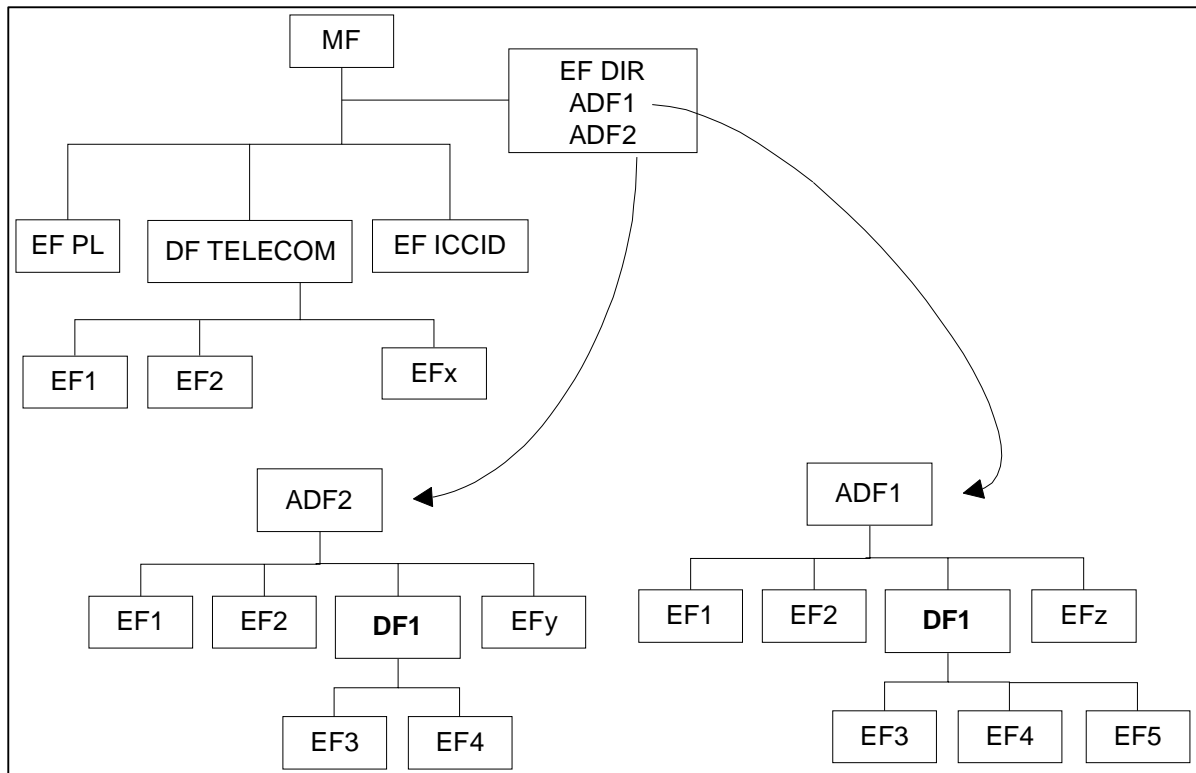 MF
EF DIR
ADF1
ADF2
EF PL
DF TELECOM
EF ICCID
EF1
EF2
EFx
ADF2
ADF1
EF1
EF2
DF1
EFy
EF1
EF2
DF1
EFz
EF3
EF4
EF3
EF4
EF5